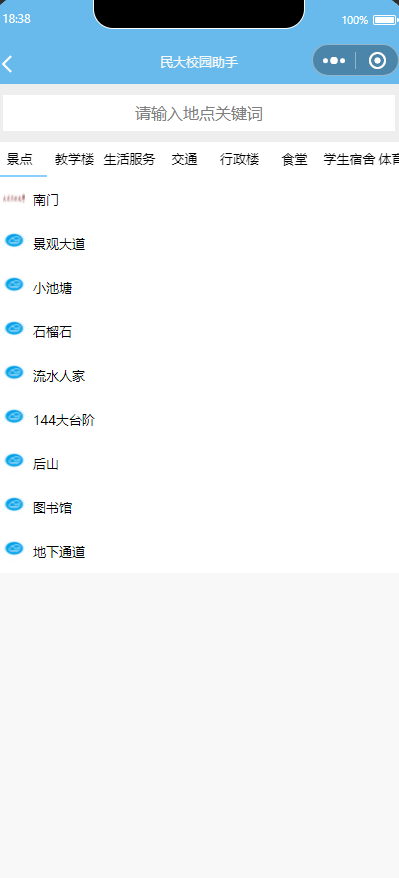 18:38
100%
民大校园助手
请输入地点关键词
景点 教学楼 生活服务 交通 行政楼 食堂 学生宿舍 体育
南门
景观大道
小池塘
石榴石
流水人家
144大台阶
后山
图书馆
地下通道